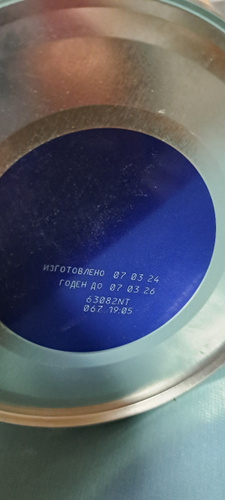 ИЗГОТОВЛЕНО 07 03 24
ГОДЕН ДО 07 03 26
63082NT
067 19:05